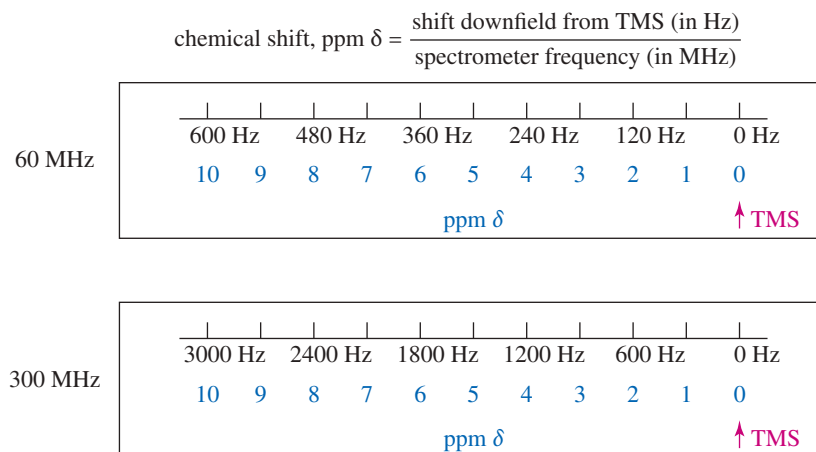 chemical shift, ppm δ = shift downfield from TMS (in Hz)
spectrometer frequency (in MHz)
60 MHz
600 Hz 480 Hz 360 Hz 240 Hz 120 Hz 0 Hz
10 9 8 7 6 5 4 3 2 1 0
ppm δ TMS
300 MHz
3000 Hz 2400 Hz 1800 Hz 1200 Hz 600 Hz 0 Hz
10 9 8 7 6 5 4 3 2 1 0
ppm δ TMS